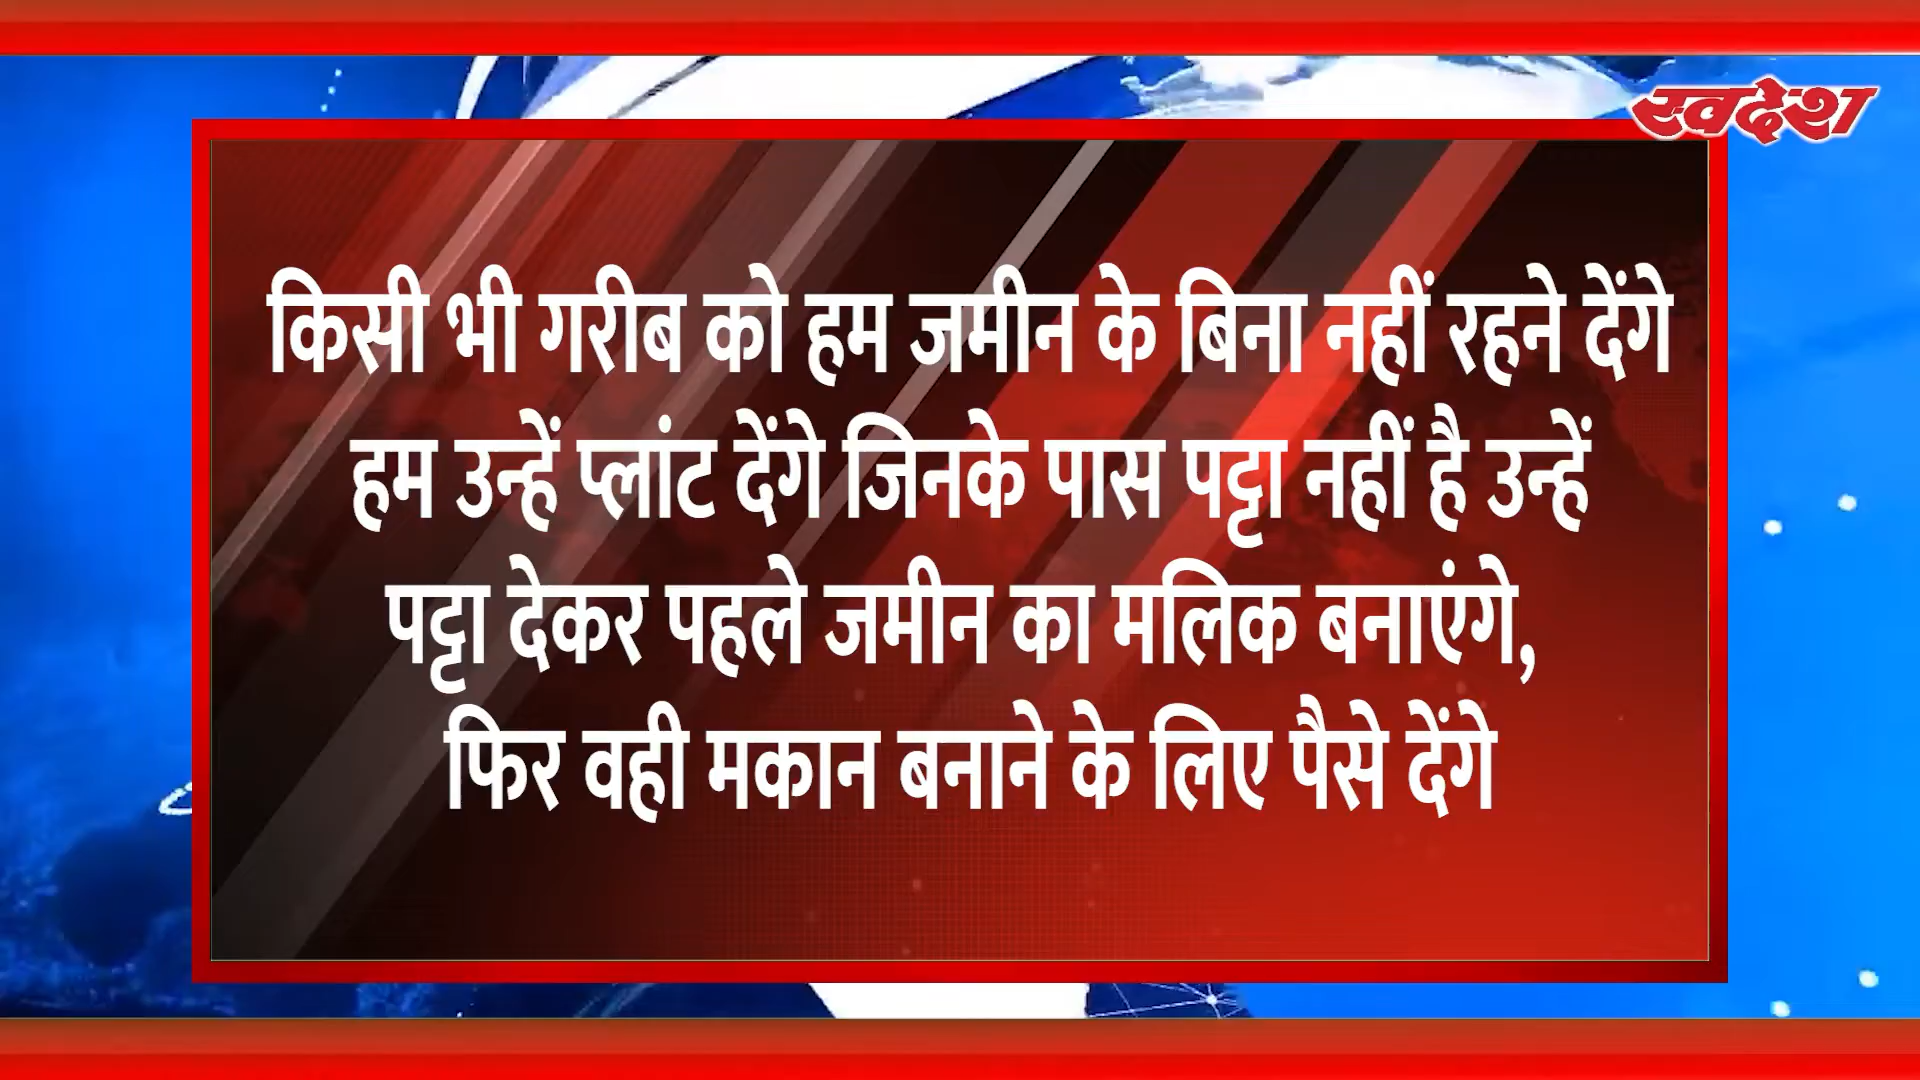 स्वदेश
किसी भी गरीब को हम जमीन के बिना नहीं रहने देंगे
हम उन्हें प्लांट देंगे जिनके पास पट्टा नहीं है उन्हें
पट्टा देकर पहले जमीन का मलिक बनाएंगे,
फिर वही मकान बनाने के लिए पैसे देंगे